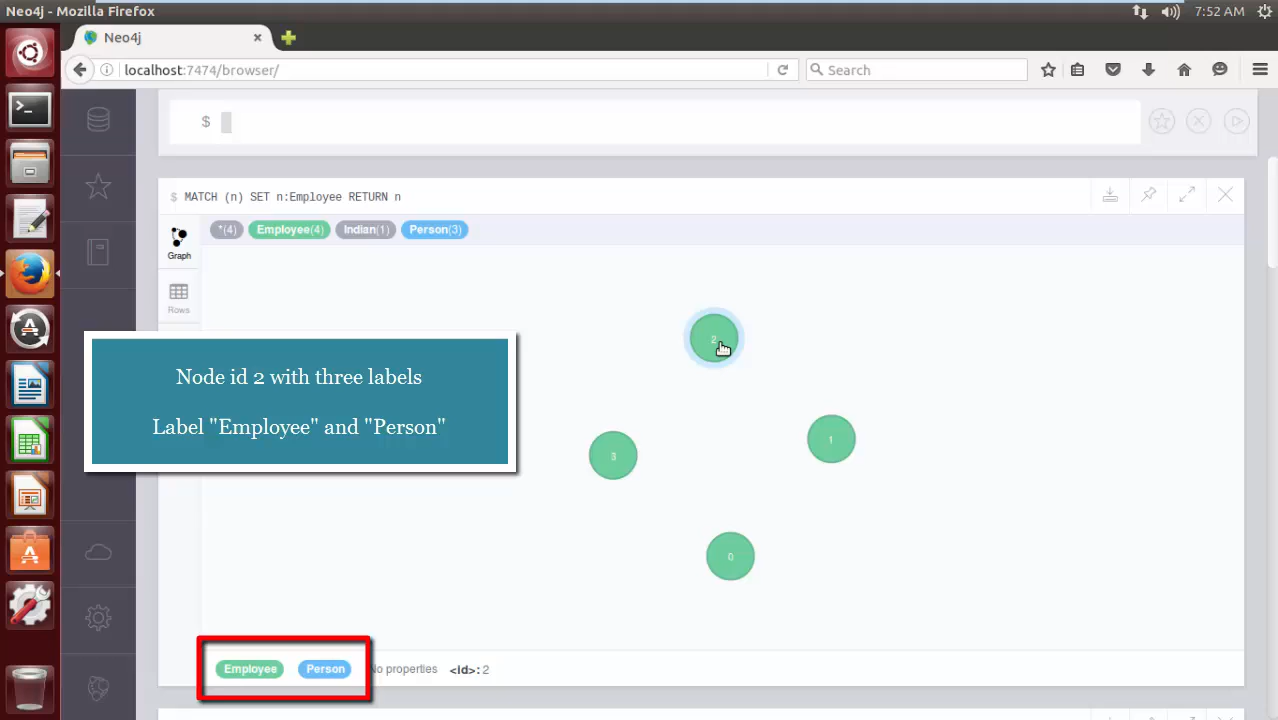 Neo4j - Mozilla Firefox
7:52 AM
Neo4j
localhost:7474/browser/
Search
$
$ MATCH (n) SET n:Employee RETURN n
*(4) Employee(4) Indian(1) Person(3)
Graph
Rows
2
Node id 2 with three labels
Label "Employee" and "Person"
1
3
0
Employee Person No properties <id>: 2